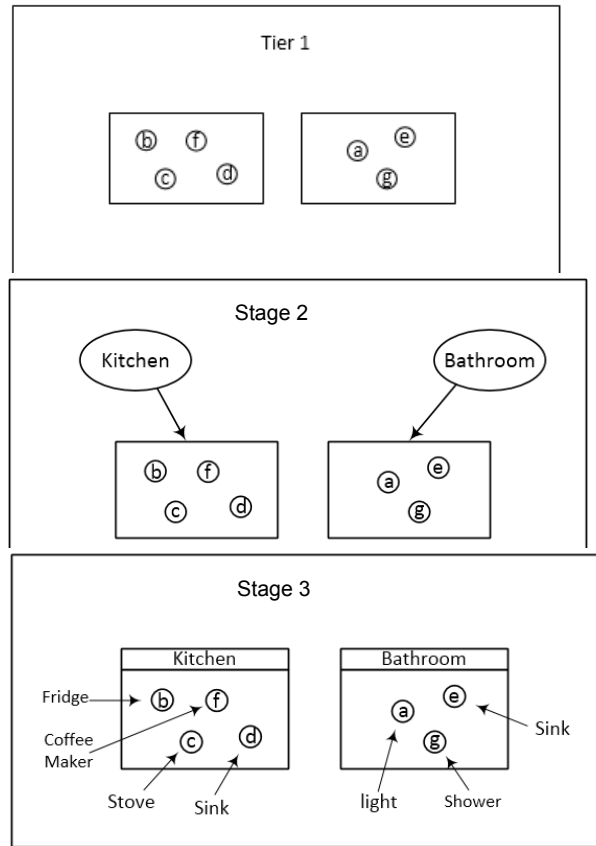 Tier 1
b f e
a
c d g
Stage 2
Kitchen Bathroom
b f e
a
c d g
Stage 3
Kitchen Bathroom
Fridge b f a e
Coffee
Maker c d g Sink
Stove Sink light Shower